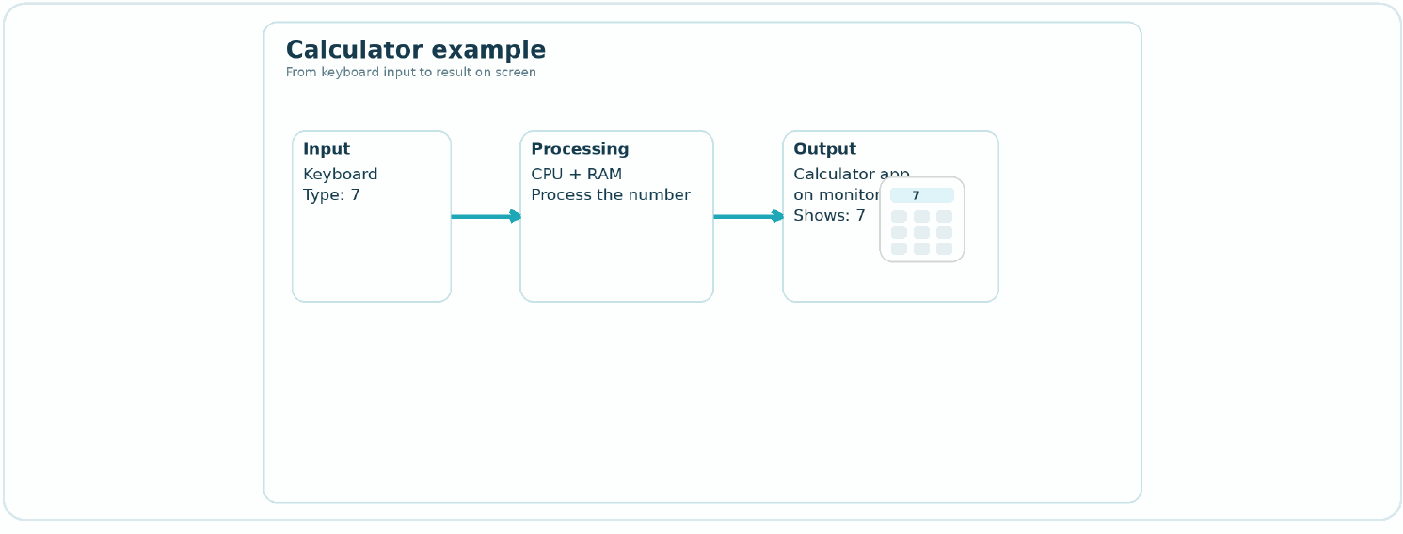 Calculator example
From keyboard input to result on screen
Input
Keyboard
Type: 7
Processing
CPU + RAM
Process the number
Output
Calculator app
on monitor
Shows: 7
7